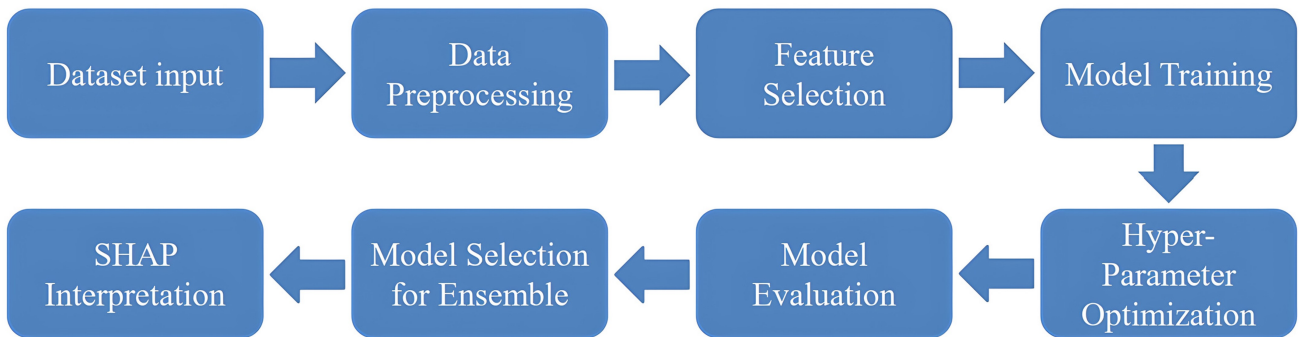 Dataset input
Data
Preprocessing
Feature
Selection
Model Training
Hyper-
Parameter
Optimization
Model
Evaluation
Model Selection
for Ensemble
SHAP
Interpretation